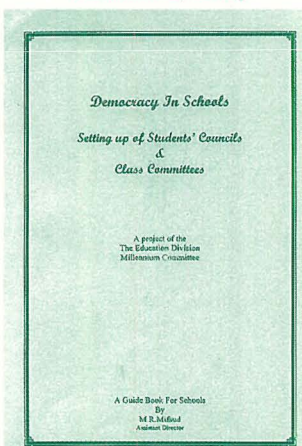 Democracy In Schools
Setting up of Students' Councils
&
Class Committees
A project of the
The Education Division
Millennium Committee
A Guide Book For Schools
By
M R.
Assistant Director